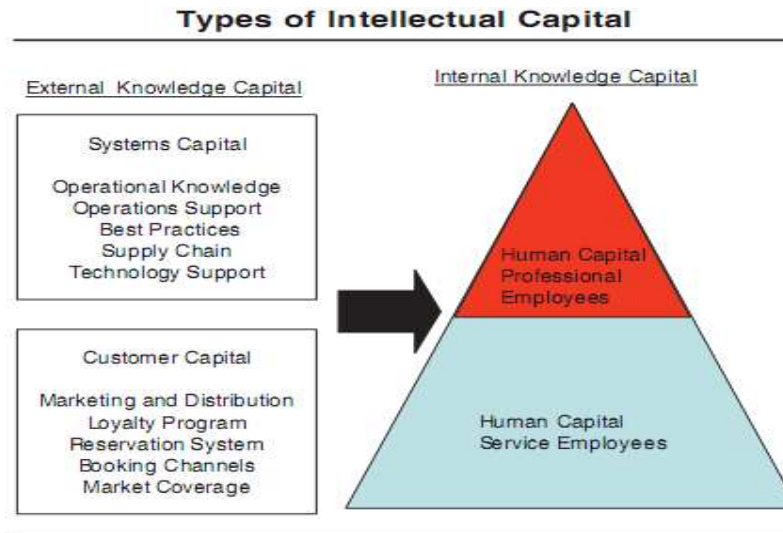 Types of Intellectual Capital
External Knowledge Capital
Systems Capital
Operational Knowledge
Operations Support
Best Practices
Supply Chain
Technology Support
Customer Capital
Marketing and Distribution
Loyalty Program
Reservation System
Booking Channels
Market Coverage
Internal Knowledge Capital
Human Capital
Professional
Employees
Human Capital
Service Employees